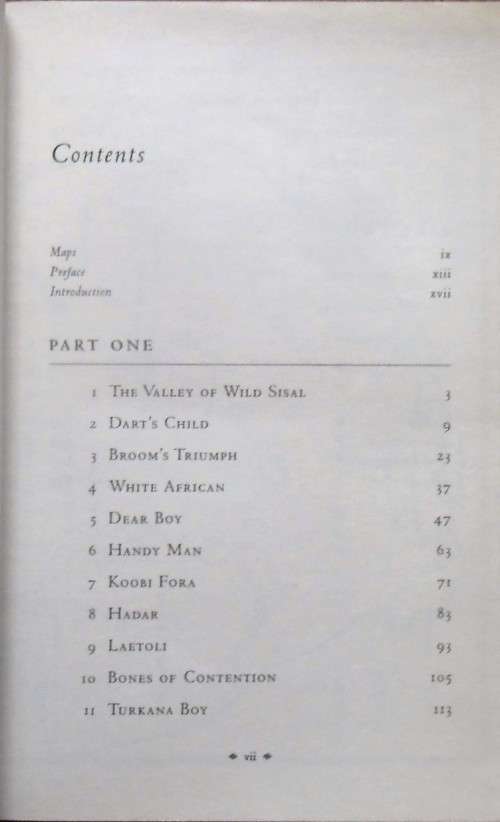 Contents
Maps ix
Preface xiii
Introduction xvii
PART ONE
1 THE VALLEY OF WILD SISAL 3
2 DART'S CHILD 9
3 BROOM'S TRIUMPH 23
4 WHITE AFRICAN 37
5 DEAR BOY 47
6 HANDY MAN 63
7 KOOBI FORA 71
8 HADAR 83
9 LAETOLI 93
10 BONES OF CONTENTION 105
11 TURKANA BOY 113
◆ vii ◆